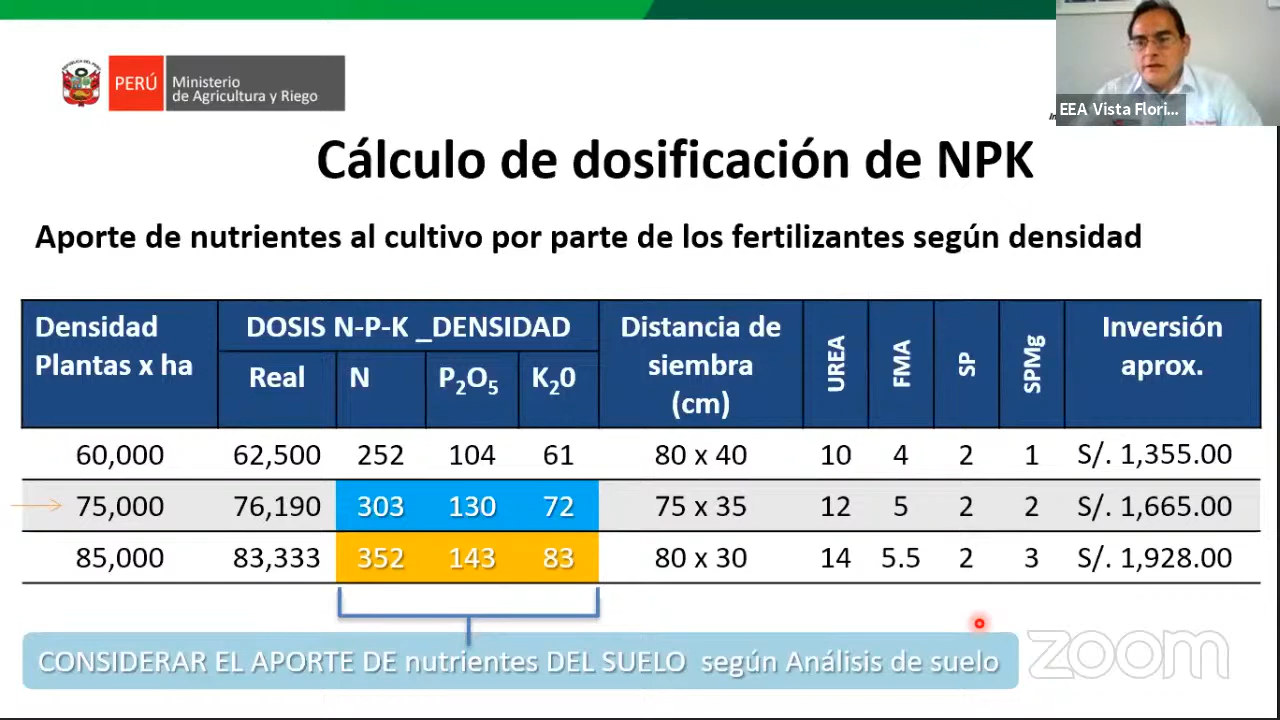 PERÚ
Ministerio
de Agricultura y Riego
EEA Vista Flori...
Cálculo de dosificación de NPK
Aporte de nutrientes al cultivo por parte de los fertilizantes según densidad
Densidad Plantas x ha
DOSIS N-P-K _DENSIDAD
Real N P2O5 K20
Distancia de siembra (cm)
UREA FMA SP SPMg
Inversión aprox.
60,000 62,500 252 104 61 80 x 40 10 4 2 1 S/. 1,355.00
75,000 76,190 303 130 72 75 x 35 12 5 2 2 S/. 1,665.00
85,000 83,333 352 143 83 80 x 30 14 5.5 2 3 S/. 1,928.00
CONSIDERAR EL APORTE DE nutrientes DEL SUELO según Análisis de suelo
zoom